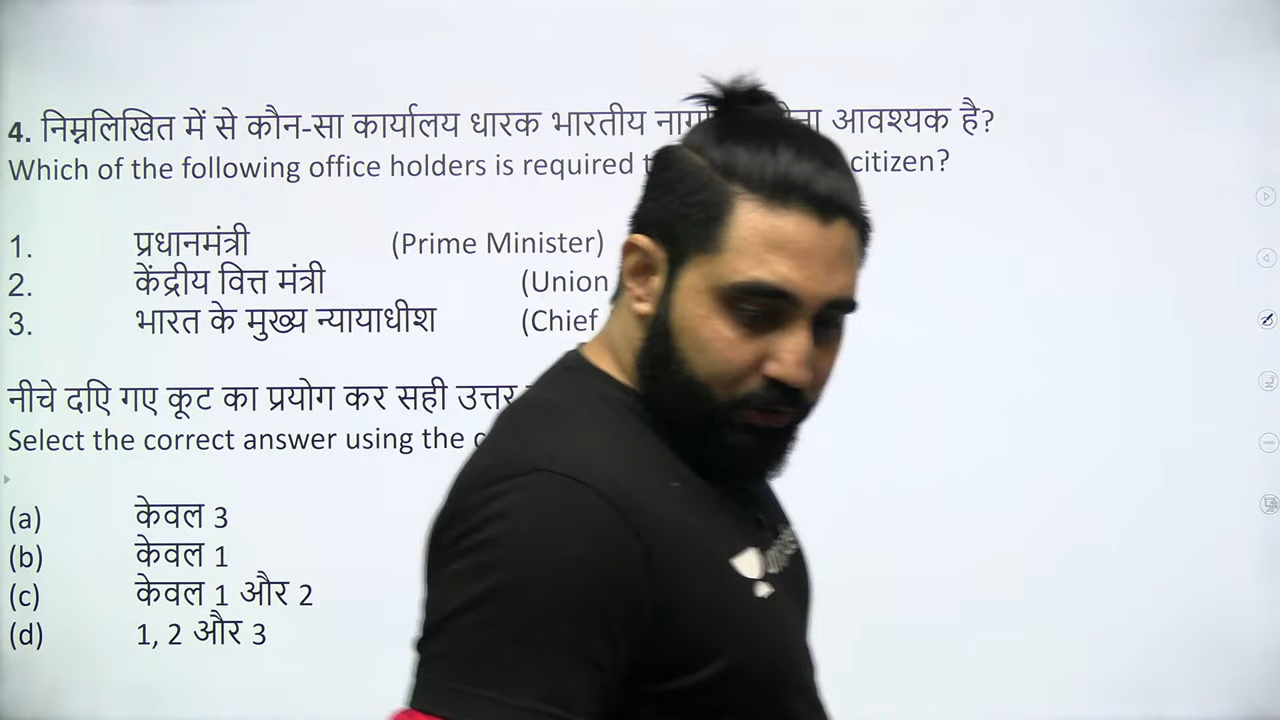 4. निम्नलिखित में से कौन-सा कार्यालय धारक भारतीय आवश्यक है?
Which of the following office holders is required citizen?
1. प्रधानमंत्री (Prime Minister)
2. केंद्रीय वित्त मंत्री (Union
3. भारत के मुख्य न्यायाधीश (Chief
नीचे दिए गए कूट का प्रयोग कर सही उत्तर
Select the correct answer using the
(a) केवल 3
(b) केवल 1
(c) केवल 1 और 2
(d) 1, 2 और 3